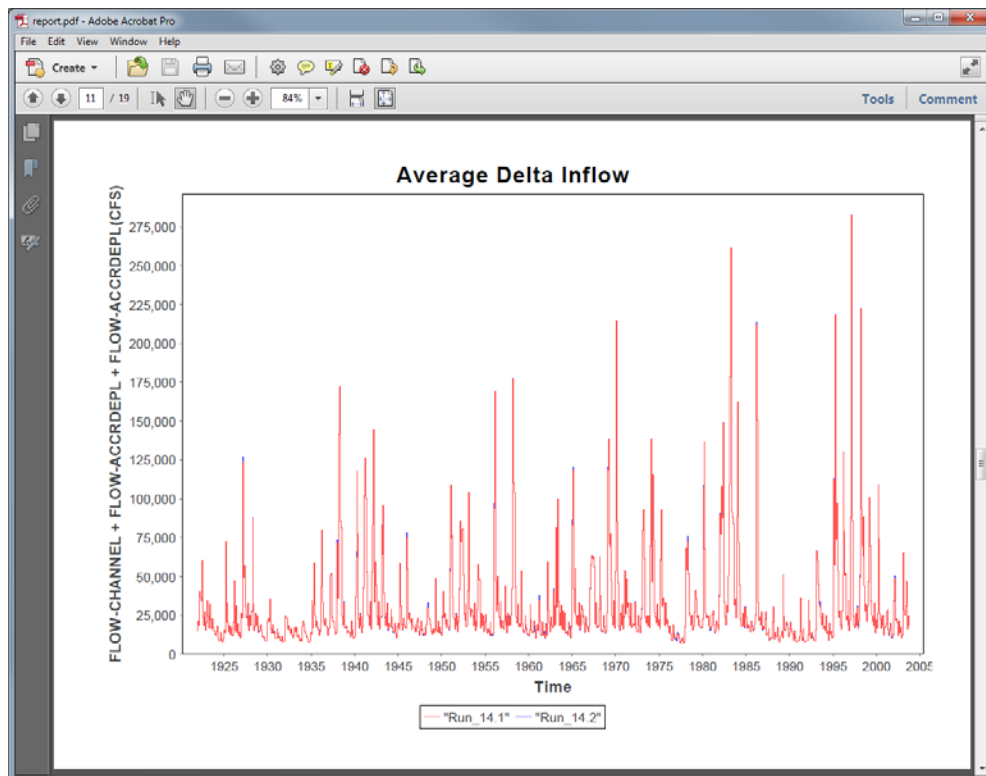 report.pdf - Adobe Acrobat Pro
File Edit View Window Help
Create
11 / 19 84% Tools Comment
Average Delta Inflow
FLOW-CHANNEL + FLOW-ACCRDEPL + FLOW-ACCRDEPL(CFS)
275,000
250,000
225,000
200,000
175,000
150,000
125,000
100,000
75,000
50,000
25,000
0
1925 1930 1935 1940 1945 1950 1955 1960 1965 1970 1975 1980 1985 1990 1995 2000 2005
Time
"Run_14.1" "Run_14.2"